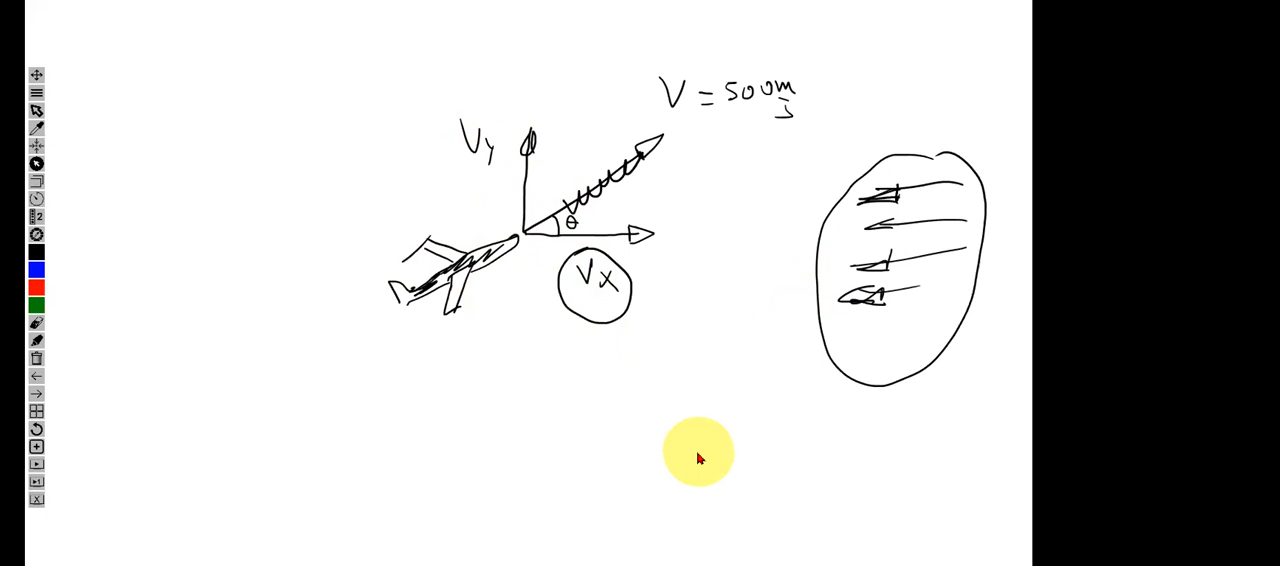 V = 500 m/s
Vy
θ
Vx